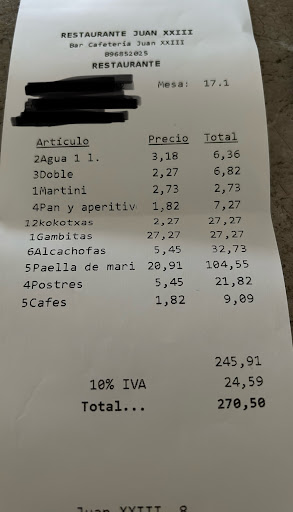 RESTAURANTE JUAN XXIII
Bar Cafeteria Juan XXIII
096852025
RESTAURANTE
Mesa: 17.1
Artículo Precio Total
2Agua 1 l. 3,18 6,36
3Doble 2,27 6,82
1Martini 2,73 2,73
4Pan y aperitiv 1,82 7,27
12kokotxas 2,27 27,27
1Gambitas 27,27 27,27
6Alcachofas 5,45 32,73
5Paella de mari 20,91 104,55
4Postres 5,45 21,82
5Cafes 1,82 9,09
245,91
10% IVA 24,59
Total... 270,50